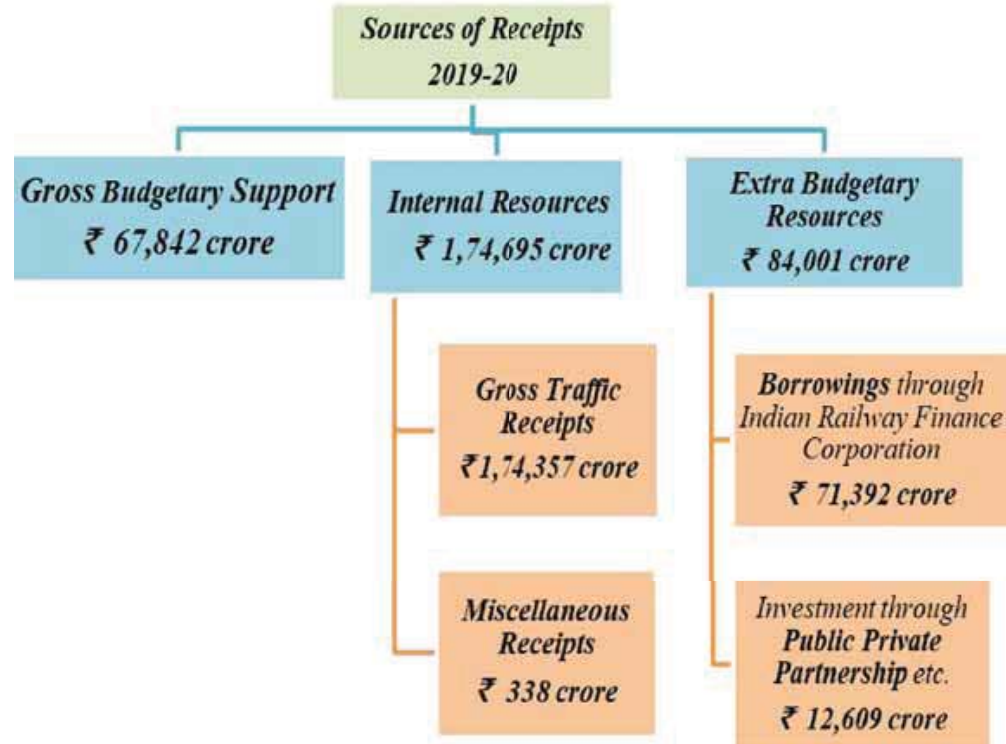 Sources of Receipts
2019-20
Gross Budgetary Support
₹ 67,842 crore
Internal Resources
₹ 1,74,695 crore
Extra Budgetary
Resources
₹ 84,001 crore
Gross Traffic
Receipts
₹1,74,357 crore
Miscellaneous
Receipts
₹ 338 crore
Borrowings through
Indian Railway Finance
Corporation
₹ 71,392 crore
Investment through
Public Private
Partnership etc.
₹ 12,609 crore